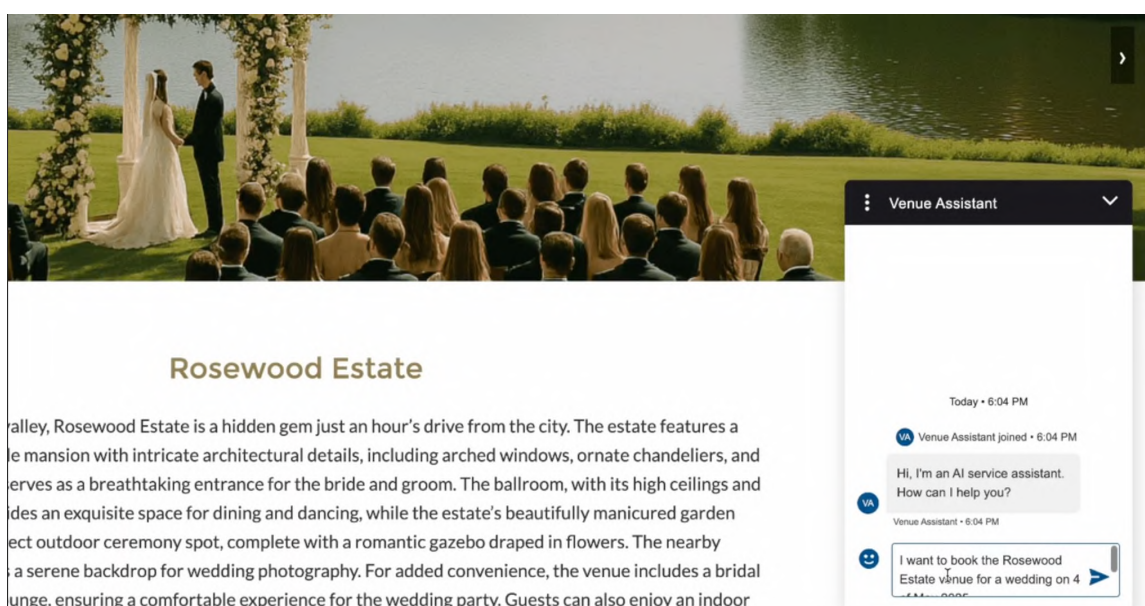 Venue Assistant
Rosewood Estate
valley, Rosewood Estate is a hidden gem just an hour's drive from the city. The estate features a
le mansion with intricate architectural details, including arched windows, ornate chandeliers, and
serves as a breathtaking entrance for the bride and groom. The ballroom, with its high ceilings and
ides an exquisite space for dining and dancing, while the estate's beautifully manicured garden
ect outdoor ceremony spot, complete with a romantic gazebo draped in flowers. The nearby
s a serene backdrop for wedding photography. For added convenience, the venue includes a bridal
unge, ensuring a comfortable experience for the wedding party. Guests can also enjoy an indoor
Today • 6:04 PM
VA Venue Assistant joined • 6:04 PM
Hi, I'm an AI service assistant.
How can I help you?
VA
Venue Assistant • 6:04 PM
I want to book the Rosewood
Estate venue for a wedding on 4
of May 2025